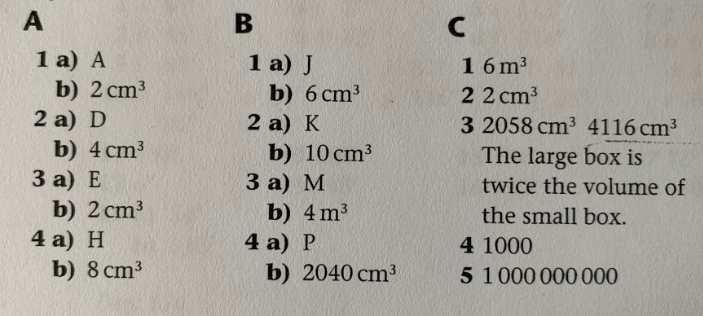 A
1 a) A
b) 2 cm³
2 a) D
b) 4 cm³
3 a) E
b) 2 cm³
4 a) H
b) 8 cm³
B
1 a) J
b) 6 cm³
2 a) K
b) 10 cm³
3 a) M
b) 4 m³
4 a) P
b) 2040 cm³
C
1 6 m³
2 2 cm³
3 2058 cm³ 4116 cm³
The large box is
twice the volume of
the small box.
4 1000
5 1 000 000 000